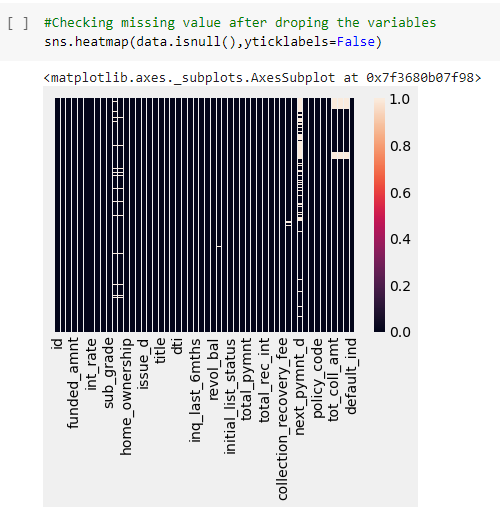 [ ] #Checking missing value after droping the variables
sns.heatmap(data.isnull(),yticklabels=False)
<matplotlib.axes._subplots.AxesSubplot at 0x7f3680b07f98>
1.0
0.8
0.6
0.4
0.2
0.0
id
funded_amnt
int_rate
sub_grade
home_ownership
issue_d
title
dti
inq_last_6mths
revol_bal
initial_list_status
total_pymnt
total_rec_int
collection_recovery_fee
next_pymnt_d
policy_code
tot_coll_amt
default_ind